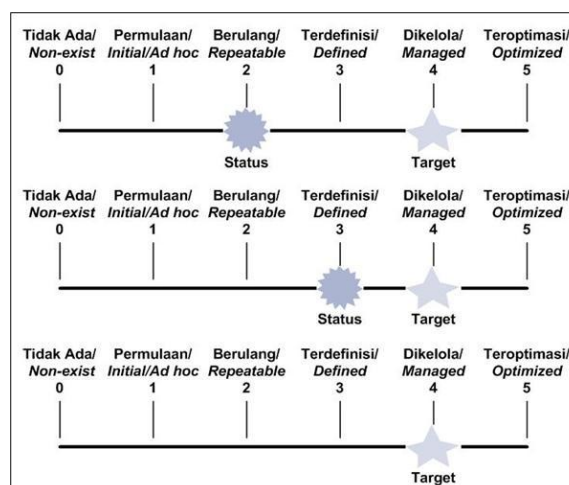 Tidak Ada/ Permulaan/ Berulang/ Terdefinisi/ Dikelola/ Teroptimasi/
Non-exist Initial/Ad hoc Repeatable Defined Managed Optimized
0 1 2 3 4 5
Status Target
Tidak Ada/ Permulaan/ Berulang/ Terdefinisi/ Dikelola/ Teroptimasi/
Non-exist Initial/Ad hoc Repeatable Defined Managed Optimized
0 1 2 3 4 5
Status Target
Tidak Ada/ Permulaan/ Berulang/ Terdefinisi/ Dikelola/ Teroptimasi/
Non-exist Initial/Ad hoc Repeatable Defined Managed Optimized
0 1 2 3 4 5
Target